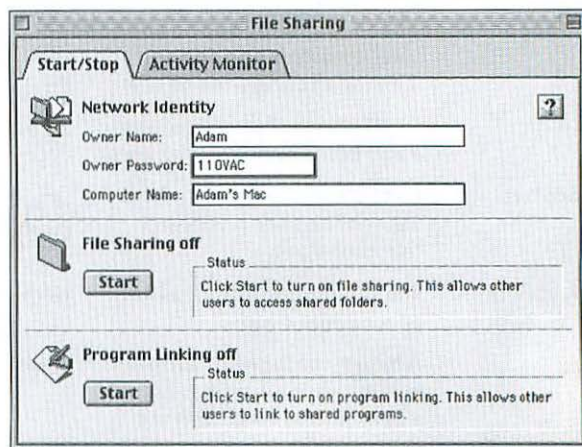 File Sharing
Start/Stop
Activity Monitor
Network Identity
?
Owner Name: Adam
Owner Password: 110VAC
Computer Name: Adam's Mac
File Sharing off
Status
Start
Click Start to turn on file sharing. This allows other
users to access shared folders.
Program Linking off
Status
Start
Click Start to turn on program linking. This allows other
users to link to shared programs.